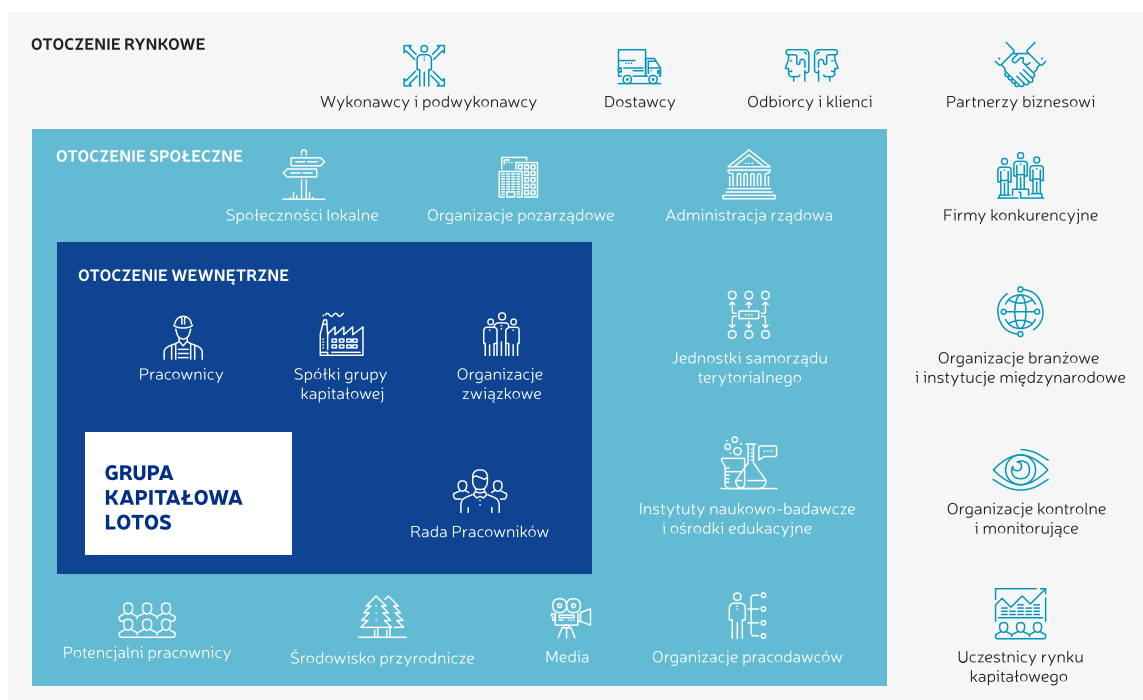 OTOCZENIE RYNKOWE
Wykonawcy i podwykonawcy
Dostawcy
Odbiorcy i klienci
Partnerzy biznesowi
OTOCZENIE SPOŁECZNE
Społeczności lokalne
Organizacje pozarządowe
Administracja rządowa
Firmy konkurencyjne
OTOCZENIE WEWNĘTRZNE
Pracownicy
Spółki grupy
kapitałowej
Organizacje
związkowe
Jednostki samorządu
terytorialnego
Organizacje branżowe
i instytucje międzynarodowe
GRUPA
KAPITAŁOWA
LOTOS
Rada Pracowników
Instytuty naukowo-badawcze
i ośrodki edukacyjne
Organizacje kontrolne
i monitorujące
Potencjalni pracownicy
Środowisko przyrodnicze
Media
Organizacje pracodawców
Uczestnicy rynku
kapitałowego